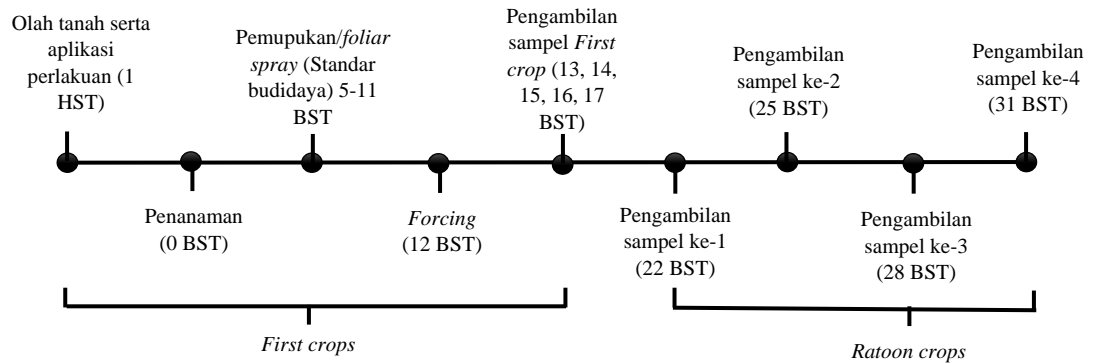 Olah tanah serta
aplikasi
perlakuan (1
HST)
Penanaman
(0 BST)
Pemupukan/foliar
spray (Standar
budidaya) 5-11
BST
Forcing
(12 BST)
Pengambilan
sampel First
crop (13, 14,
15, 16, 17
BST)
Pengambilan
sampel ke-1
(22 BST)
Pengambilan
sampel ke-2
(25 BST)
Pengambilan
sampel ke-3
(28 BST)
Pengambilan
sampel ke-4
(31 BST)
First crops
Ratoon crops